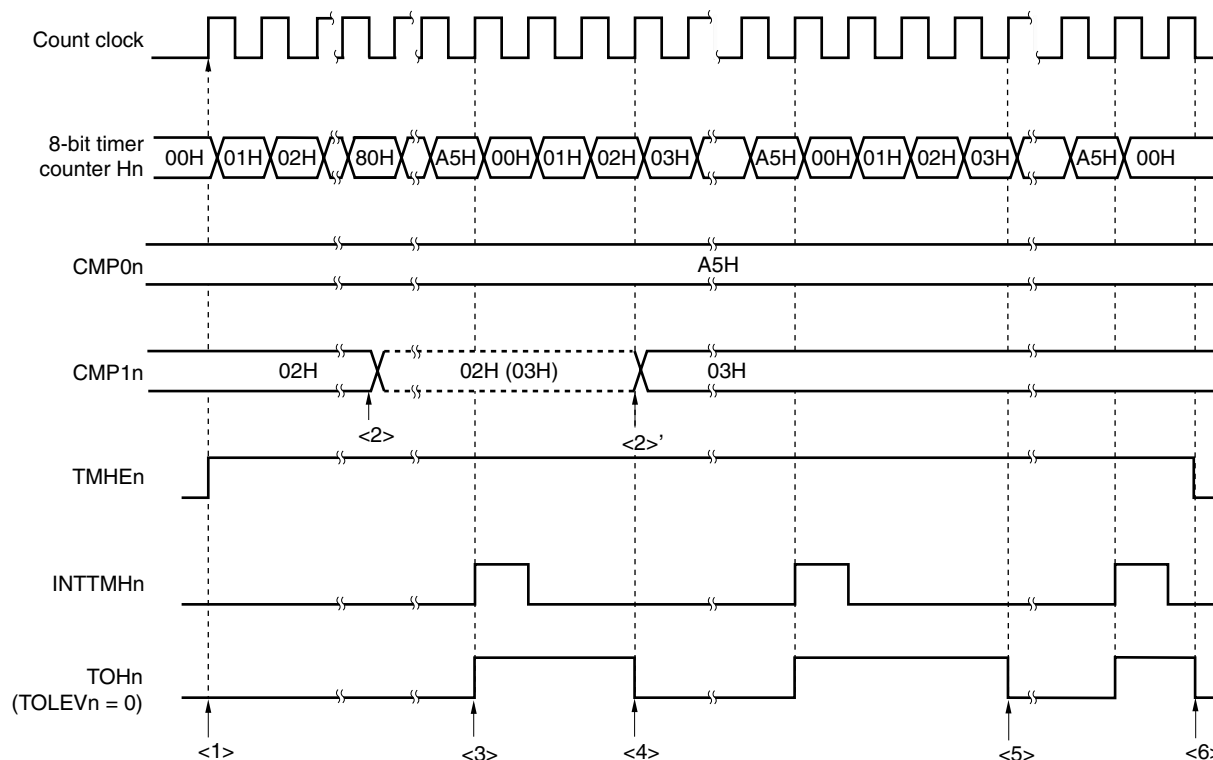 Count clock
8-bit timer
counter Hn
00H 01H 02H 80H A5H 00H 01H 02H 03H A5H 00H 01H 02H 03H A5H 00H
CMP0n
A5H
CMP1n
02H 02H (03H) 03H
<2> <2>’
TMHEn
INTTMHn
TOHn
(TOLEVn = 0)
<1> <3> <4> <5> <6>